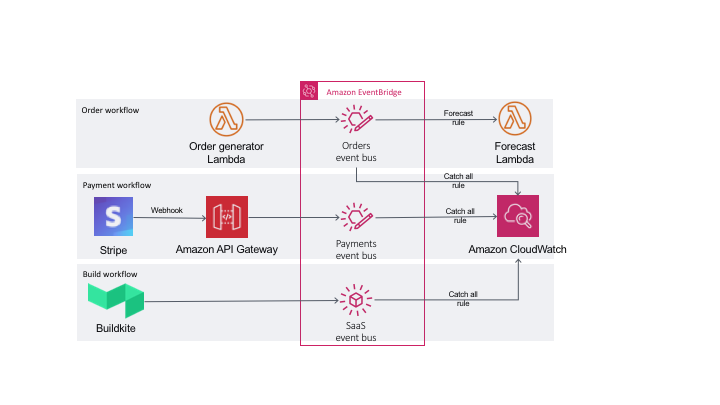 Amazon EventBridge
Order workflow
Forecast
rule
Order generator
Lambda
Orders
event bus
Forecast
Lambda
Catch all
rule
Payment workflow
S
Webhook
Catch all
rule
Stripe
Amazon API Gateway
Payments
event bus
Amazon CloudWatch
Build workflow
Catch all
rule
Buildkite
SaaS
event bus